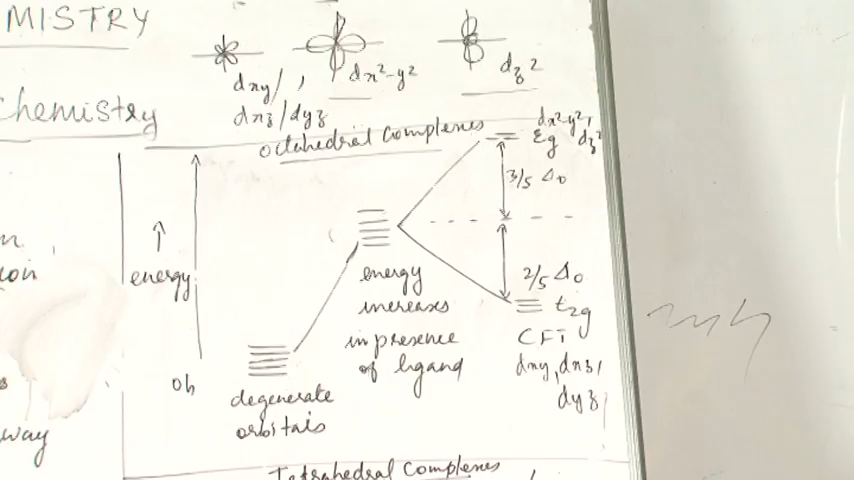 MISTRY
Chemistry
dxy/ ,
dxz/dyz
dx²-y²
dz²
Octahedral Complexes
dx²-y²,
Eg dz²
3/5 Δo
↑
energy
energy
increases
in presence
of ligand
2/5 Δo
t2g
CFT
dxy, dxz,
dyz
Oh
degenerate
orbitals
way
Tetrahedral Complexes